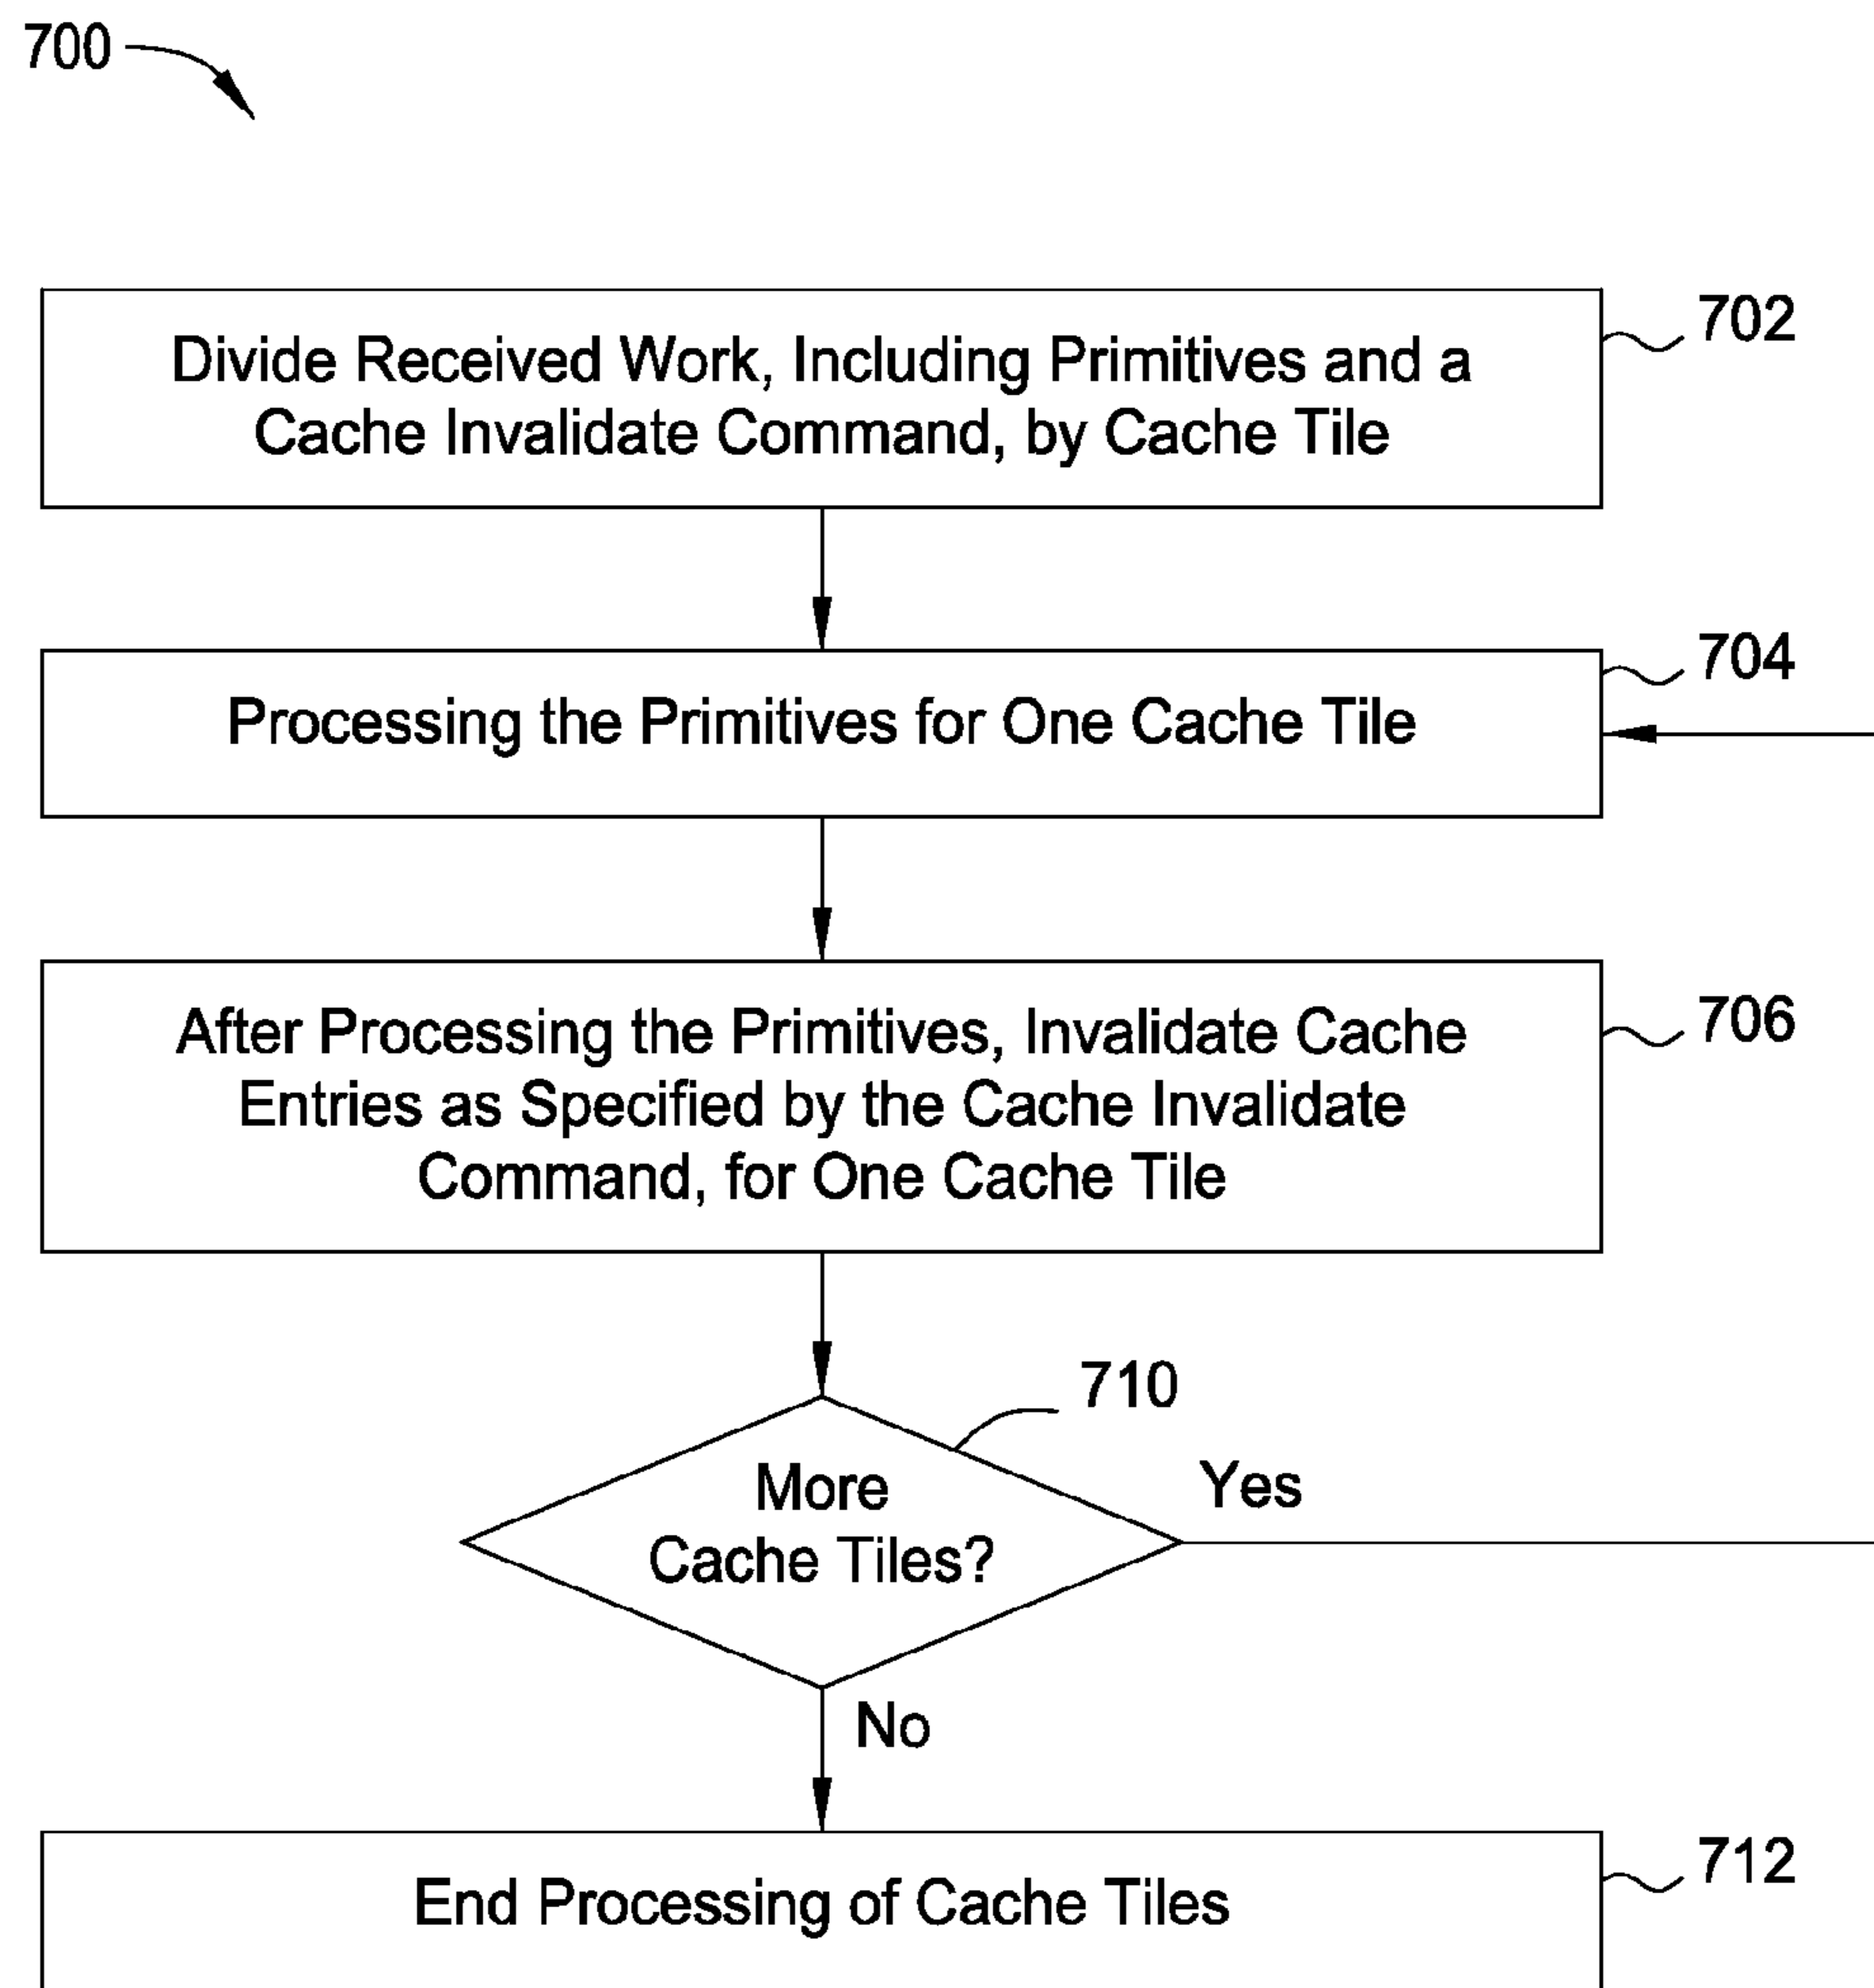 700
Divide Received Work, Including Primitives and a
Cache Invalidate Command, by Cache Tile
702
Processing the Primitives for One Cache Tile
704
After Processing the Primitives, Invalidate Cache
Entries as Specified by the Cache Invalidate
Command, for One Cache Tile
706
710
More
Cache Tiles?
Yes
No
End Processing of Cache Tiles
712